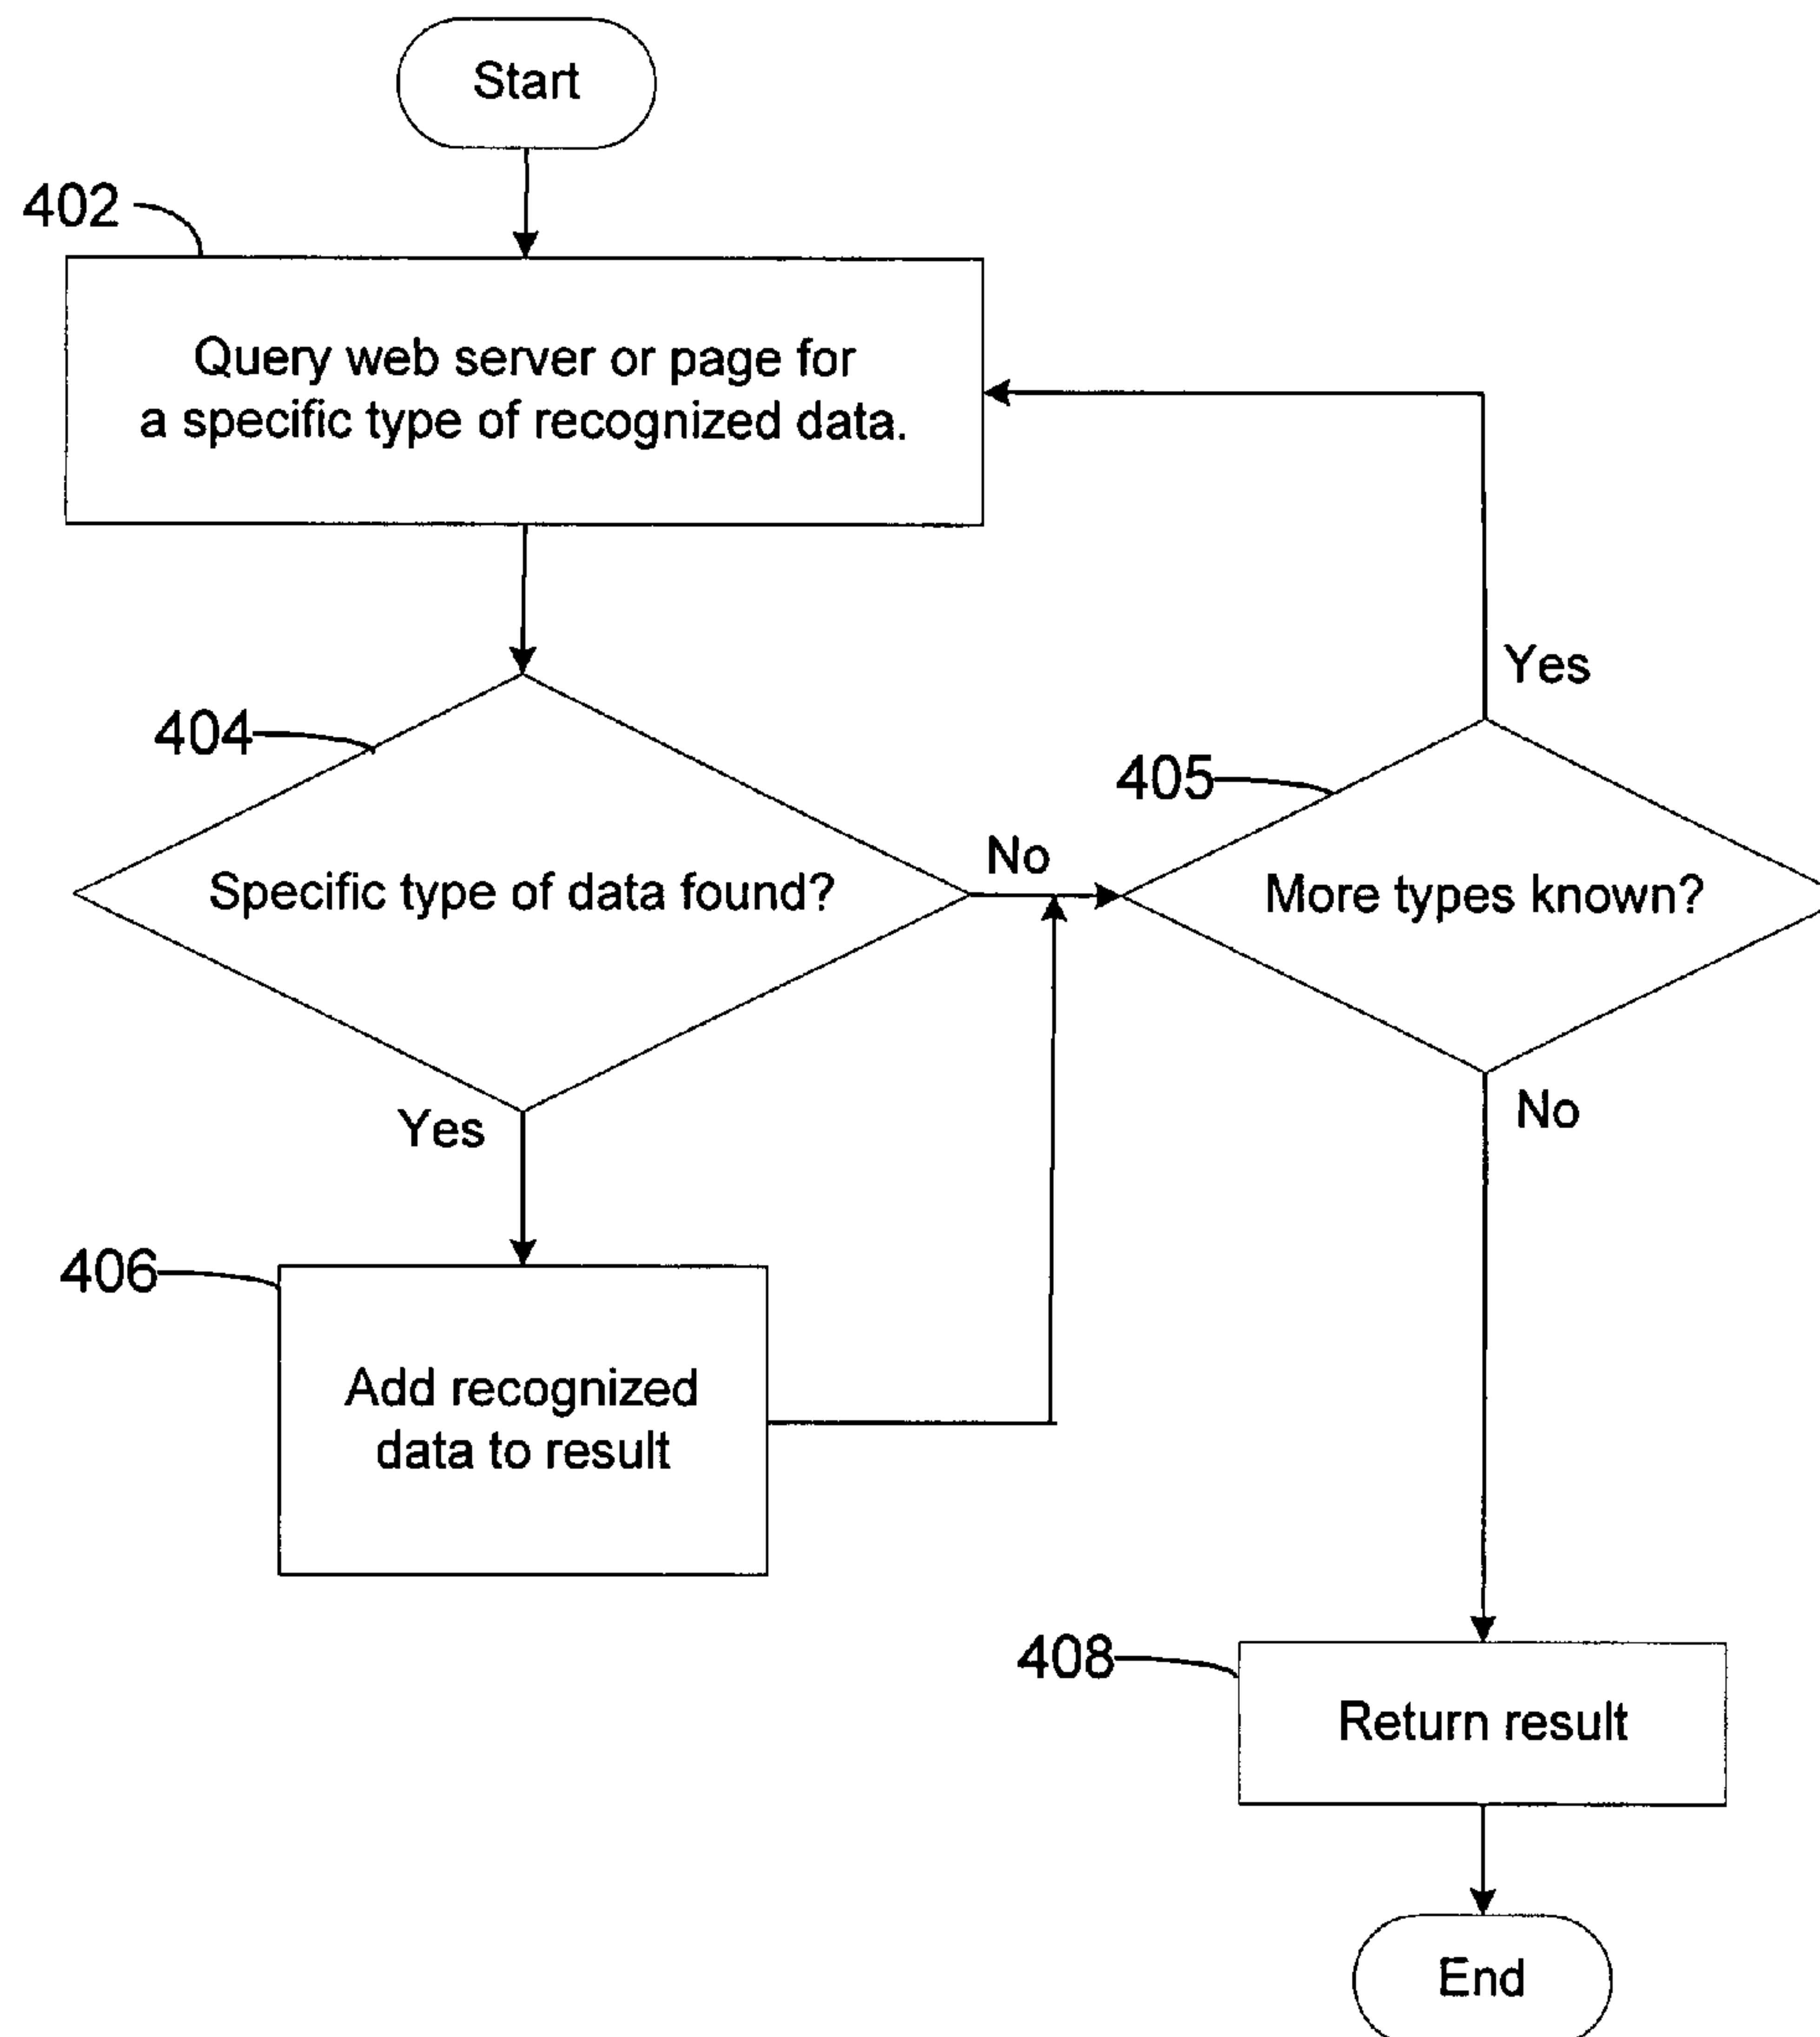 Start
402
Query web server or page for
a specific type of recognized data.
Yes
404
405
No
Specific type of data found?
More types known?
Yes
No
406
Add recognized
data to result
408
Return result
End